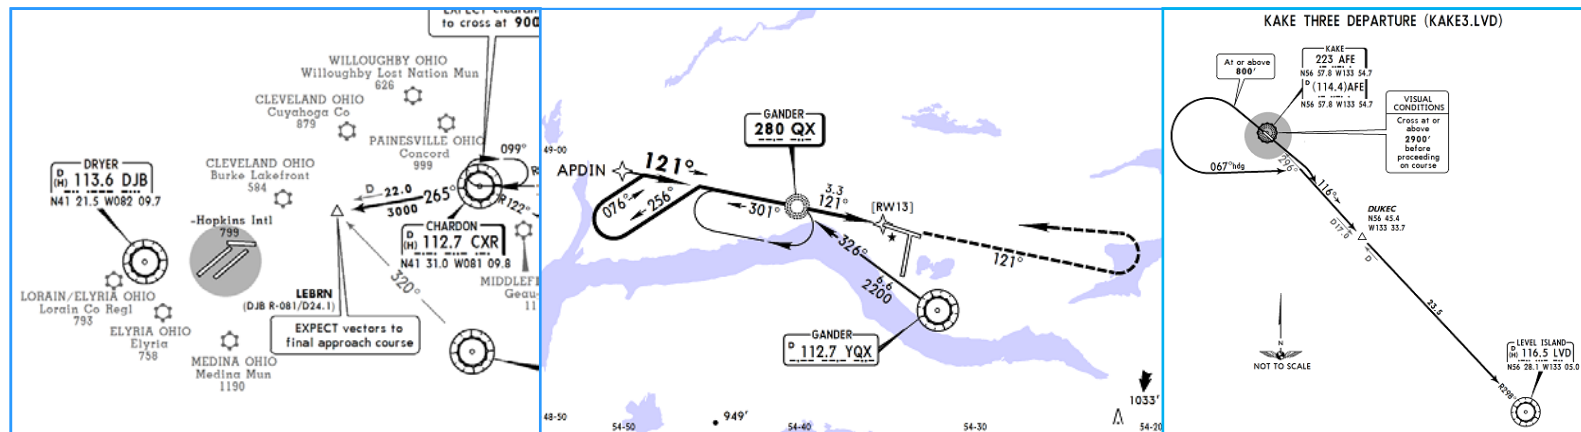 to cross at 900
WILLOUGHBY OHIO
Willoughby Lost Nation Mun
626
CLEVELAND OHIO
Cuyahoga Co
879
PAINESVILLE OHIO
Concord
999
099°
DRYER
D
(H) 113.6 DJB
N41 21.5 W082 09.7
CLEVELAND OHIO
Burke Lakefront
584
D
22.0
265°
3000
R122°
-Hopkins Intl
799
CHARDON
D
(H) 112.7 CXR
N41 31.0 W081 09.8
320°
LORAIN/ELYRIA OHIO
Lorain Co Regl
793
ELYRIA OHIO
Elyria
758
MEDINA OHIO
Medina Mun
1190
LEBRN
(DJB R-081/D24.1)
EXPECT vectors to
final approach course
MIDDLEFI
Geau-
11
GANDER
280 QX
49-00
APDIN
121°
076°
256°
301°
3.3
121°
[RW13]
326°
6.6
2200
121°
GANDER
D 112.7 YQX
48-50
54-50
949'
54-40
54-30
1033'
54-20
KAKE THREE DEPARTURE (KAKE3.LVD)
At or above
800'
KAKE
223 AFE
N56 57.8 W133 54.7
D (114.4)AFE
N56 57.8 W133 54.7
VISUAL
CONDITIONS
Cross at or
above
2900'
before
proceeding
on course
067°hdg
296°
116°
D17.0
DUKEC
N56 45.4
W133 33.7
D
23.5
N
NOT TO SCALE
LEVEL ISLAND
D
(H) 116.5 LVD
N56 28.1 W133 05.0
R298°